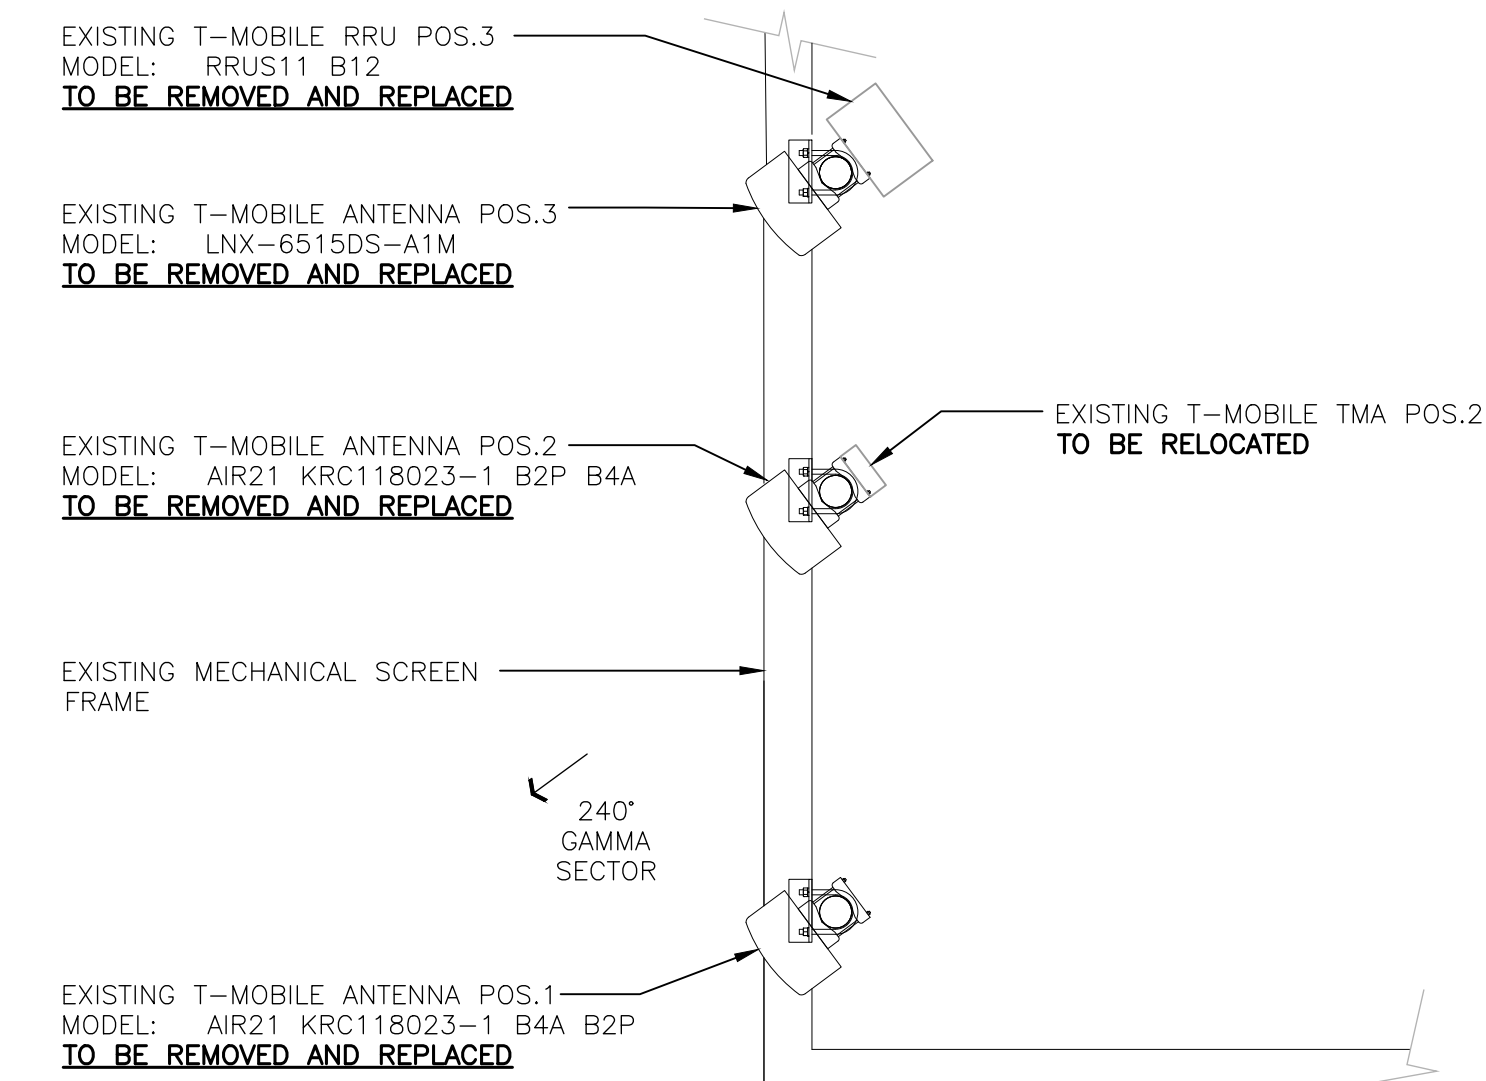 EXISTING T-MOBILE RRU POS.3
MODEL: RRUS11 B12
TO BE REMOVED AND REPLACED
EXISTING T-MOBILE ANTENNA POS.3
MODEL: LNX-6515DS-A1M
TO BE REMOVED AND REPLACED
EXISTING T-MOBILE TMA POS.2
TO BE RELOCATED
EXISTING T-MOBILE ANTENNA POS.2
MODEL: AIR21 KRC118023-1 B2P B4A
TO BE REMOVED AND REPLACED
EXISTING MECHANICAL SCREEN
FRAME
240°
GAMMA
SECTOR
EXISTING T-MOBILE ANTENNA POS.1
MODEL: AIR21 KRC118023-1 B4A B2P
TO BE REMOVED AND REPLACED